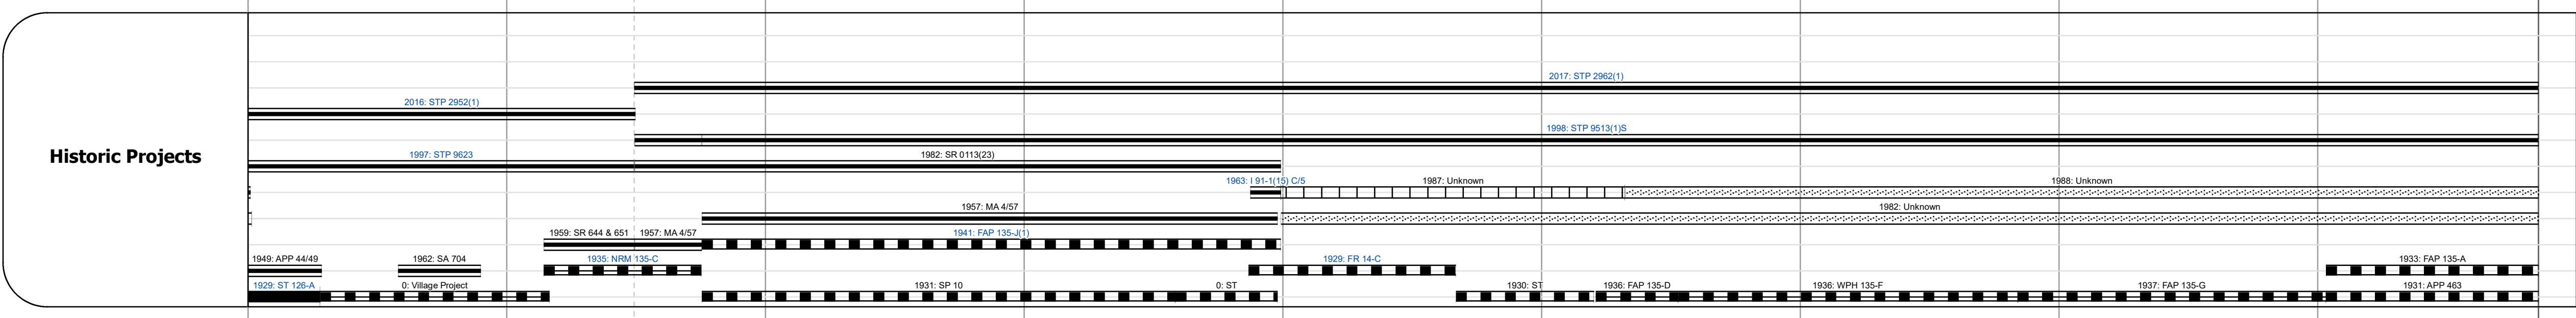 Historic Projects
2017: STP 2962(1)
2016: STP 2952(1)
1998: STP 9513(1)S
1997: STP 9623 1982: SR 0113(23)
1963: I 91-1(15) C/5 1987: Unknown 1988: Unknown
1957: MA 4/57 1982: Unknown
1959: SR 644 & 651 1957: MA 4/57 1941: FAP 135-J(1)
1949: APP 44/49 1962: SA 704 1935: NRM 135-C 1929: FR 14-C 1933: FAP 135-A
1929: ST 126-A 0: Village Project 1931: SP 10 0: ST 1930: ST 1936: FAP 135-D 1936: WPH 135-F 1937: FAP 135-G 1931: APP 463